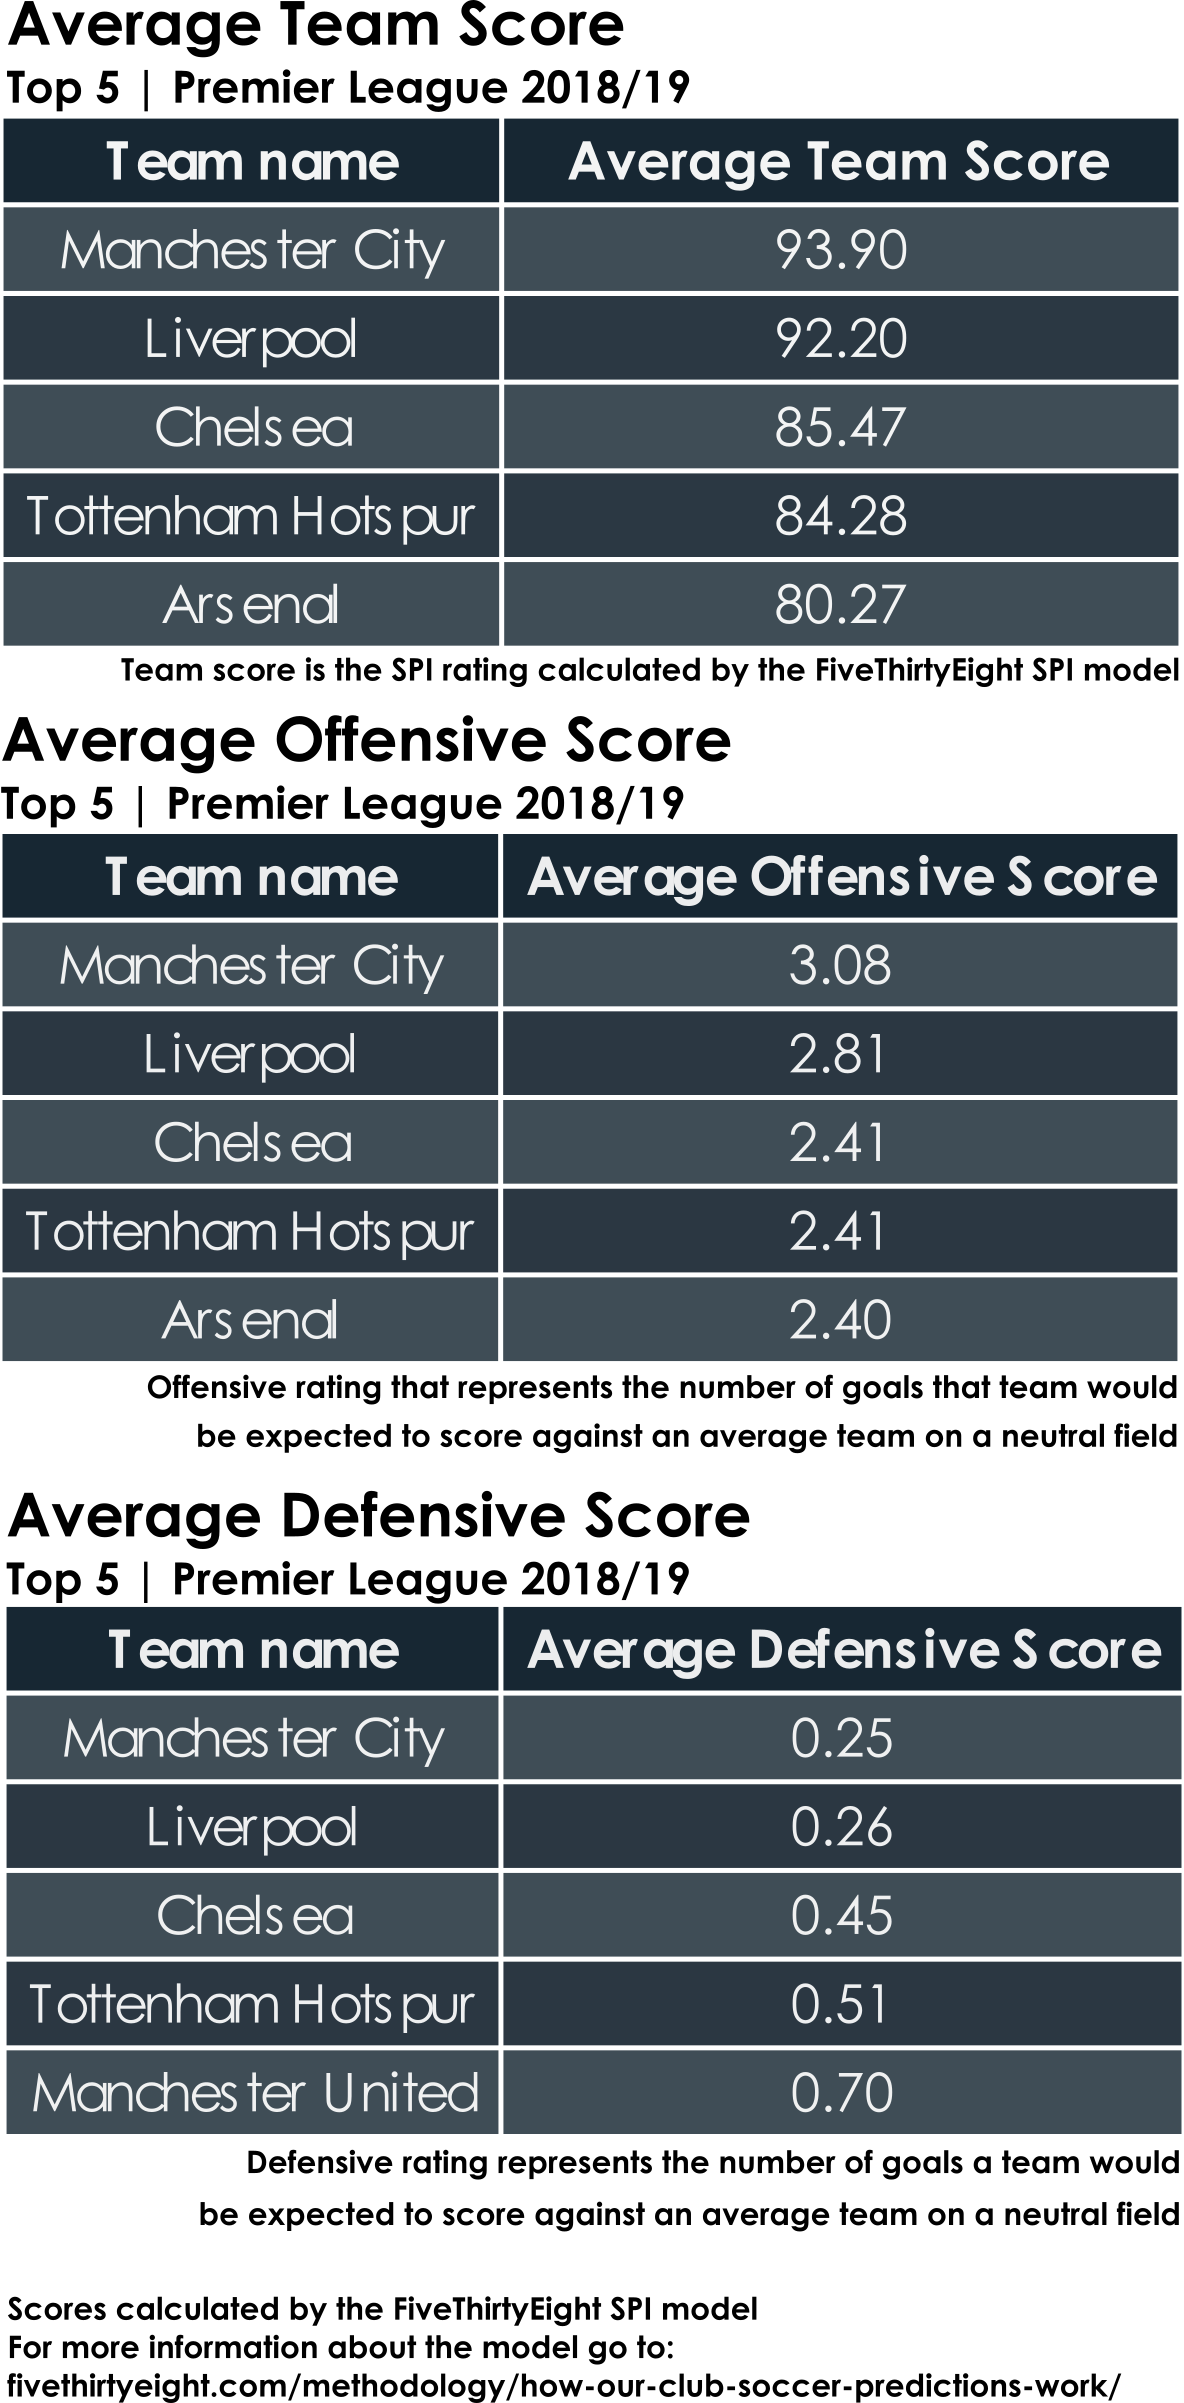 Average Team Score
Top 5 | Premier League 2018/19
Team name Average Team Score
Manchester City 93.90
Liverpool 92.20
Chelsea 85.47
Tottenham Hotspur 84.28
Arsenal 80.27
Team score is the SPI rating calculated by the FiveThirtyEight SPI model
Average Offensive Score
Top 5 | Premier League 2018/19
Team name Average Offensive Score
Manchester City 3.08
Liverpool 2.81
Chelsea 2.41
Tottenham Hotspur 2.41
Arsenal 2.40
Offensive rating that represents the number of goals that team would
be expected to score against an average team on a neutral field
Average Defensive Score
Top 5 | Premier League 2018/19
Team name Average Defensive Score
Manchester City 0.25
Liverpool 0.26
Chelsea 0.45
Tottenham Hotspur 0.51
Manchester United 0.70
Defensive rating represents the number of goals a team would
be expected to score against an average team on a neutral field
Scores calculated by the FiveThirtyEight SPI model
For more information about the model go to:
fivethirtyeight.com/methodology/how-our-club-soccer-predictions-work/